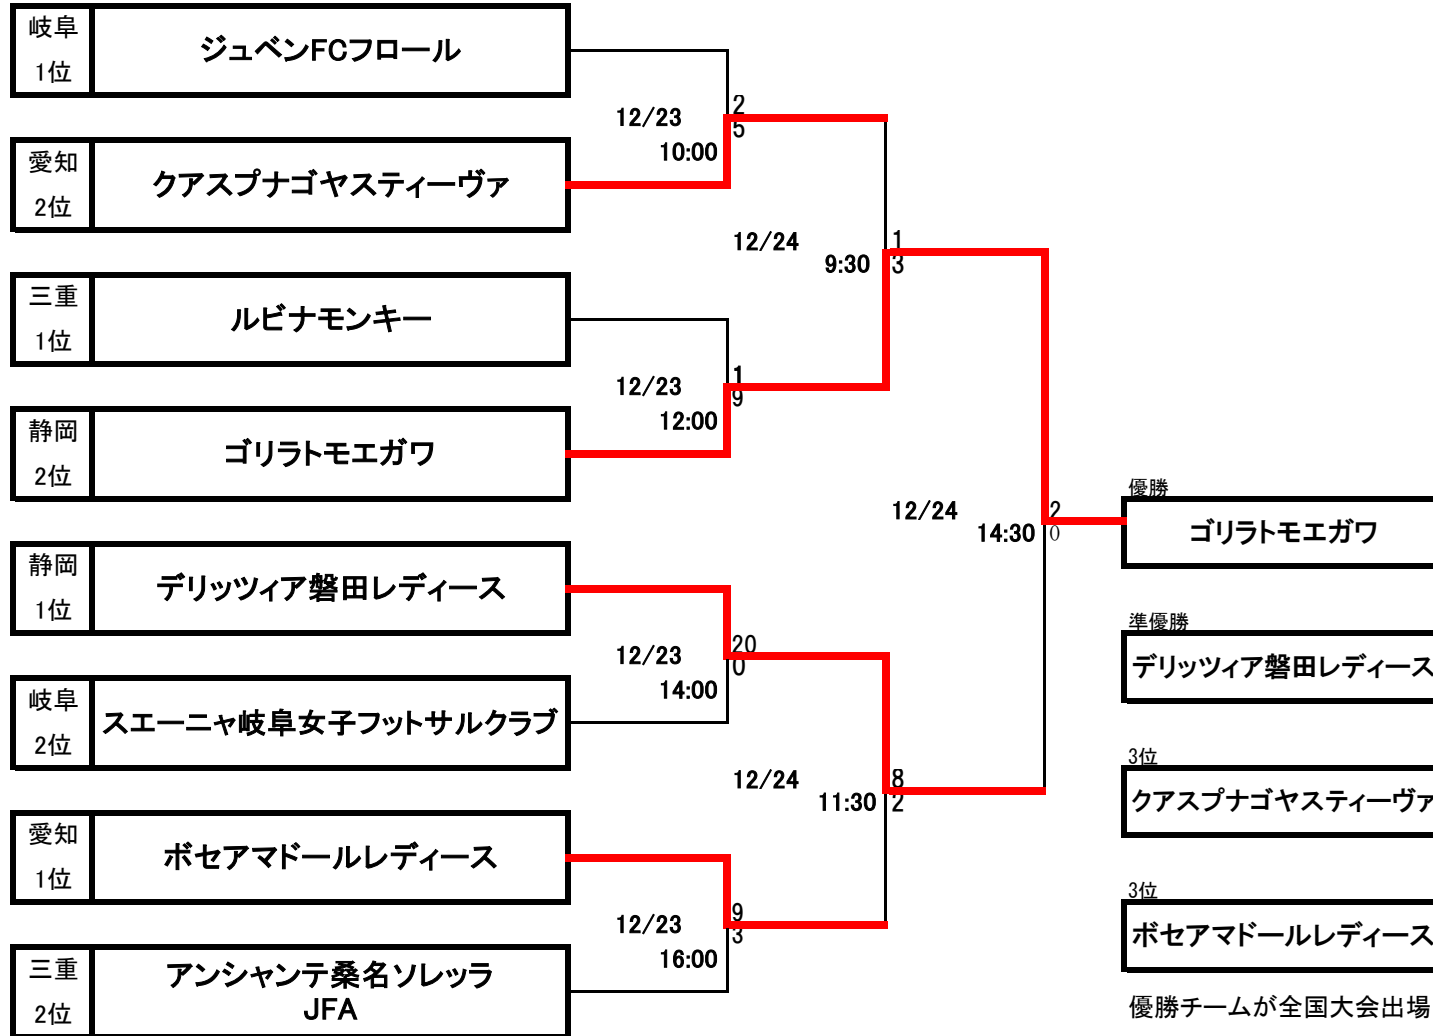 岐阜
1位
ジュベンFCフロール
12/23
10:00
2
5
愛知
2位
クアスプナゴヤスティーヴァ
12/24
9:30
1
3
三重
1位
ルビナモンキー
12/23
12:00
1
9
静岡
2位
ゴリラトモエガワ
12/24
14:30
2
0
優勝
ゴリラトモエガワ
静岡
1位
デリッツィア磐田レディース
12/23
14:00
20
0
準優勝
デリッツィア磐田レディース
岐阜
2位
スエーニャ岐阜女子フットサルクラブ
12/24
11:30
8
2
3位
クアスプナゴヤスティーヴァ
愛知
1位
ボセアマドールレディース
12/23
16:00
9
3
3位
ボセアマドールレディース
三重
2位
アンシャンテ桑名ソレッラ
JFA
優勝チームが全国大会出場